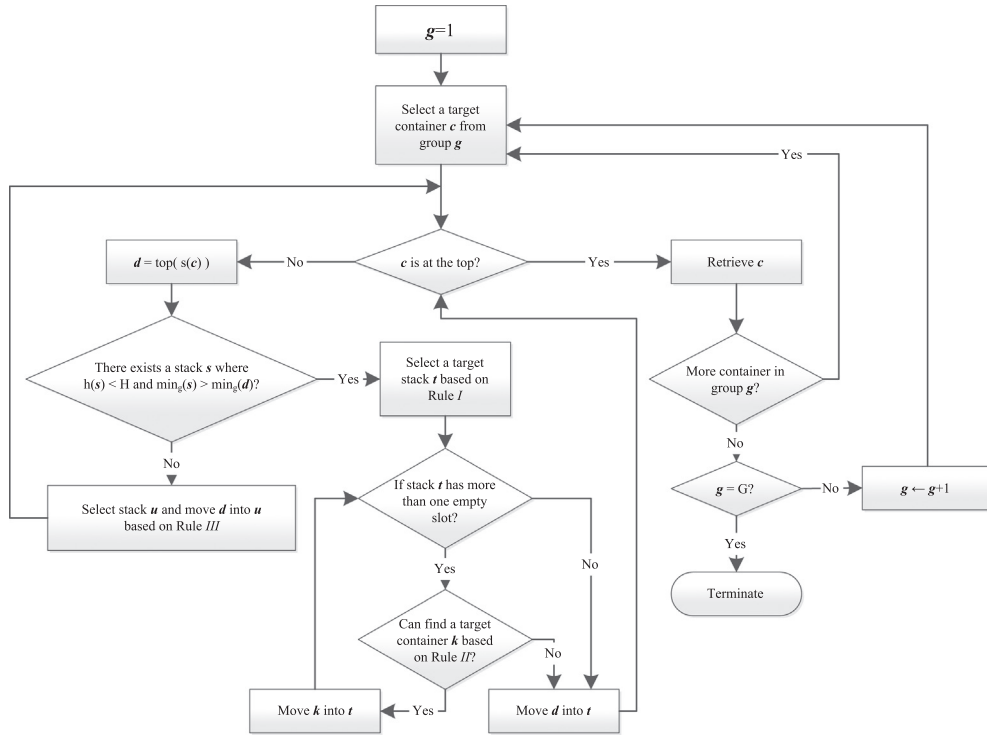 g=1
Select a target
container c from
group g
Yes
d = top( s(c) )
No
c is at the top?
Yes
Retrieve c
There exists a stack s where
h(s) < H and min_g(s) > min_g(d)?
Yes
Select a target
stack t based on
Rule I
More container in
group g?
No
No
Select stack u and move d into u
based on Rule III
If stack t has more
than one empty
slot?
g = G?
No
g ← g+1
Yes
No
Yes
Terminate
Can find a target
container k based
on Rule II?
No
Move k into t
Yes
Move d into t